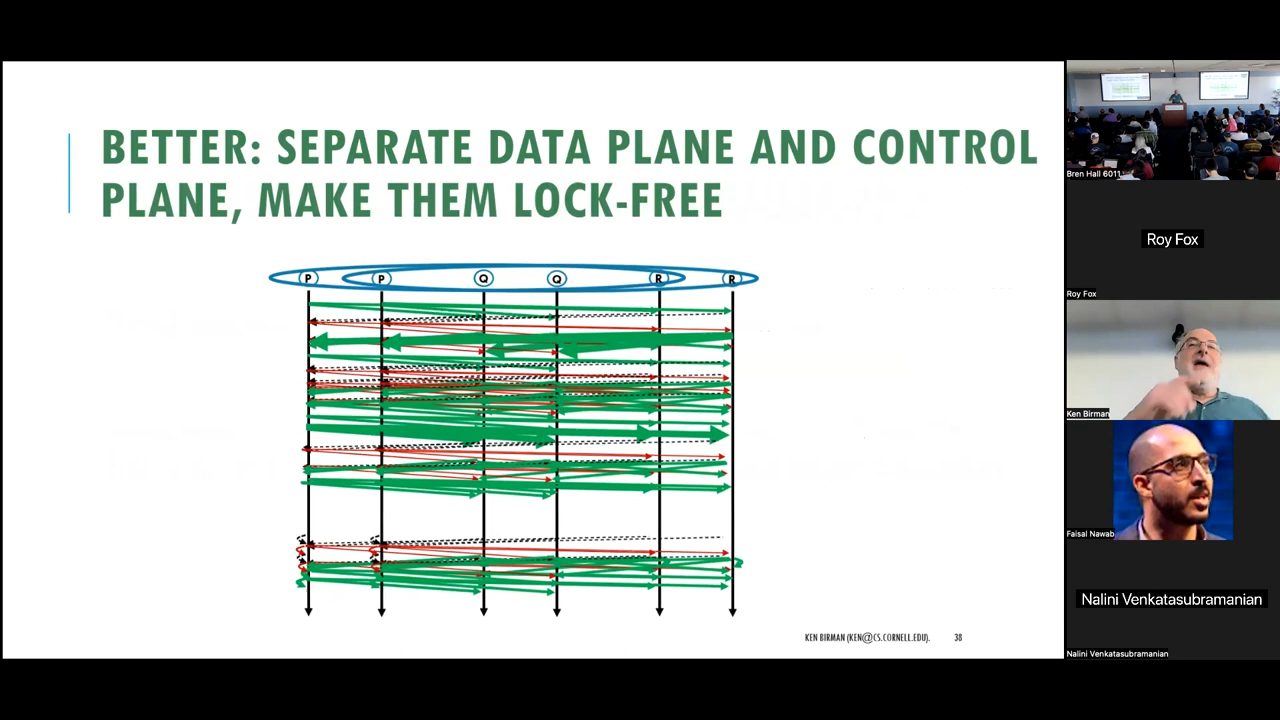 BETTER: SEPARATE DATA PLANE AND CONTROL
PLANE, MAKE THEM LOCK-FREE
P P Q Q R R
KEN BIRMAN (KEN@CS.CORNELL.EDU). 38
Bren Hall 6011
Roy Fox
Roy Fox
Ken Birman
Faisal Nawab
Nalini Venkatasubramanian
Nalini Venkatasubramanian